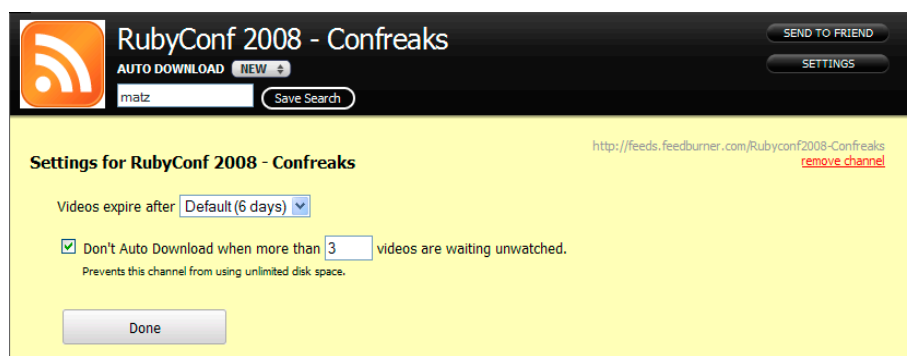 RubyConf 2008 - Confreaks
SEND TO FRIEND
AUTO DOWNLOAD NEW
SETTINGS
matz Save Search
http://feeds.feedburner.com/Rubyconf2008-Confreaks
Settings for RubyConf 2008 - Confreaks
remove channel
Videos expire after Default (6 days)
Don't Auto Download when more than 3 videos are waiting unwatched.
Prevents this channel from using unlimited disk space.
Done